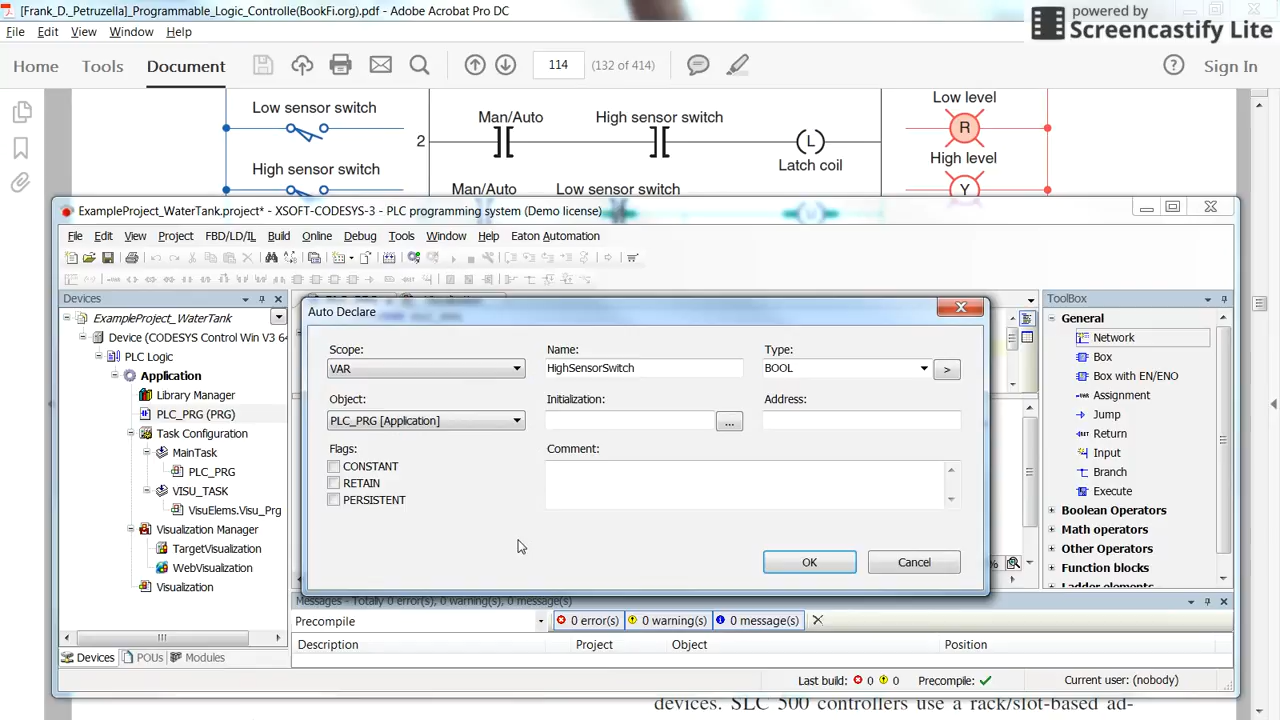 [Frank_D._Petruzella]_Programmable_Logic_Controlle(BookFi.org).pdf - Adobe Acrobat Pro DC
powered by
Screencastify Lite
File Edit View Window Help
Home Tools Document 114 (132 of 414) Sign In
Low sensor switch
High sensor switch
2
Man/Auto
High sensor switch
L
Latch coil
Man/Auto
Low sensor switch
Low level
R
High level
Y
ExampleProject_WaterTank.project* - XSOFT-CODESYS-3 - PLC programming system (Demo license)
File Edit View Project FBD/LD/IL Build Online Debug Tools Window Help Eaton Automation
Devices
ExampleProject_WaterTank
Device (CODESYS Control Win V3 64
PLC Logic
Application
Library Manager
PLC_PRG (PRG)
Task Configuration
MainTask
PLC_PRG
VISU_TASK
VisuElems.Visu_Prg
Visualization Manager
TargetVisualization
WebVisualization
Visualization
Devices POUs Modules
Auto Declare
Scope:
VAR
Name:
HighSensorSwitch
Type:
BOOL
>
Object:
PLC_PRG [Application]
Initialization:
...
Address:
Flags:
CONSTANT
RETAIN
PERSISTENT
Comment:
OK
Cancel
ToolBox
General
Network
Box
Box with EN/ENO
Assignment
Jump
Return
Input
Branch
Execute
Boolean Operators
Math operators
Other Operators
Function blocks
Ladder elements
Messages - Totally 0 error(s), 0 warning(s), 0 message(s)
Precompile
0 error(s) 0 warning(s) 0 message(s)
Description Project Object Position
Last build: 0 0 Precompile: Current user: (nobody)
devices. SLC 500 controllers use a rack/slot-based ad-